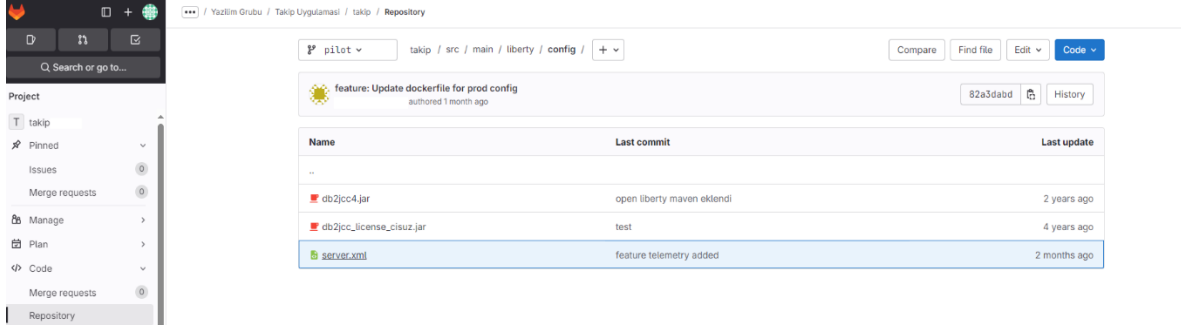 ... / Yazilim Grubu / Takip Uygulamasi / takip / Repository
Search or go to...
Project
T takip
Pinned
Issues 0
Merge requests 0
Manage
Plan
Code
Merge requests 0
Repository
pilot
takip / src / main / liberty / config / +
Compare Find file Edit Code
feature: Update dockerfile for prod config
authored 1 month ago
82a3dabd History
Name Last commit Last update
..
db2jcc4.jar open liberty maven eklendi 2 years ago
db2jcc_license_cisuz.jar test 4 years ago
server.xml feature telemetry added 2 months ago